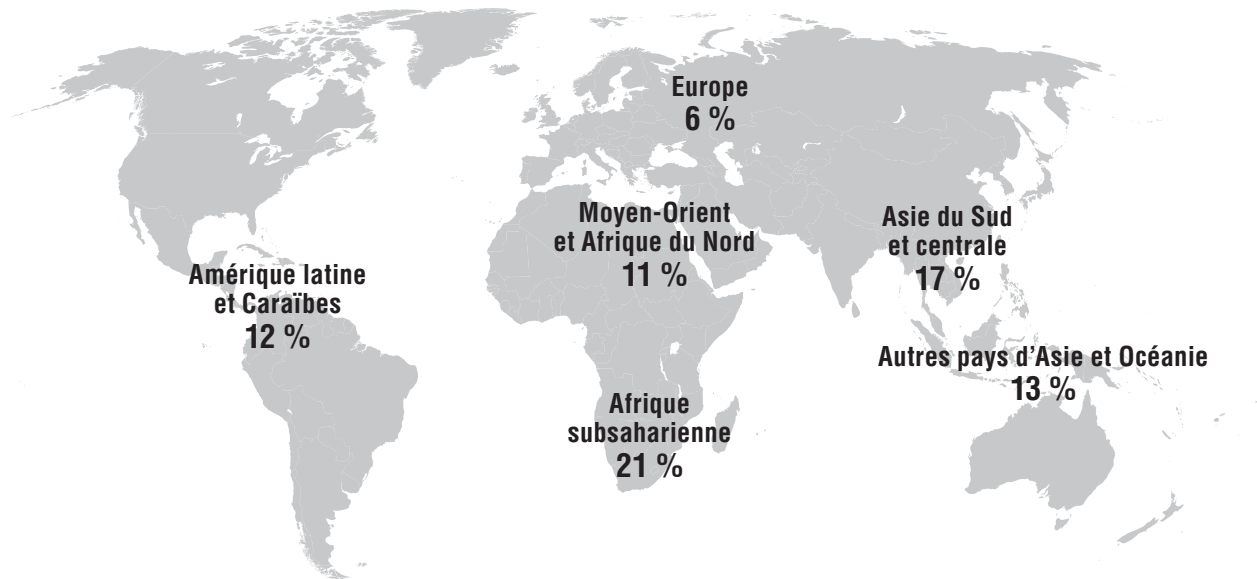 Europe
6 %
Moyen-Orient
et Afrique du Nord
11 %
Asie du Sud
et centrale
17 %
Amérique latine
et Caraïbes
12 %
Autres pays d’Asie et Océanie
13 %
Afrique
subsaharienne
21 %